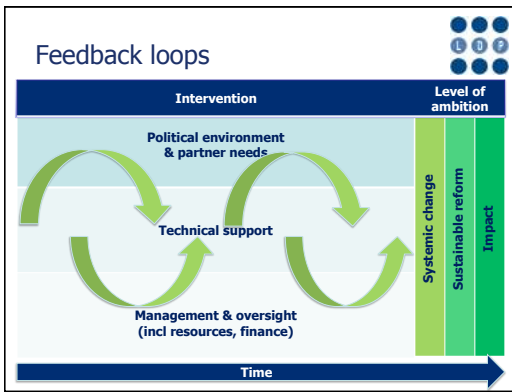 Feedback loops
L D P
Intervention
Level of
ambition
Political environment
& partner needs
Technical support
Management & oversight
(incl resources, finance)
Systemic change
Sustainable reform
Impact
Time